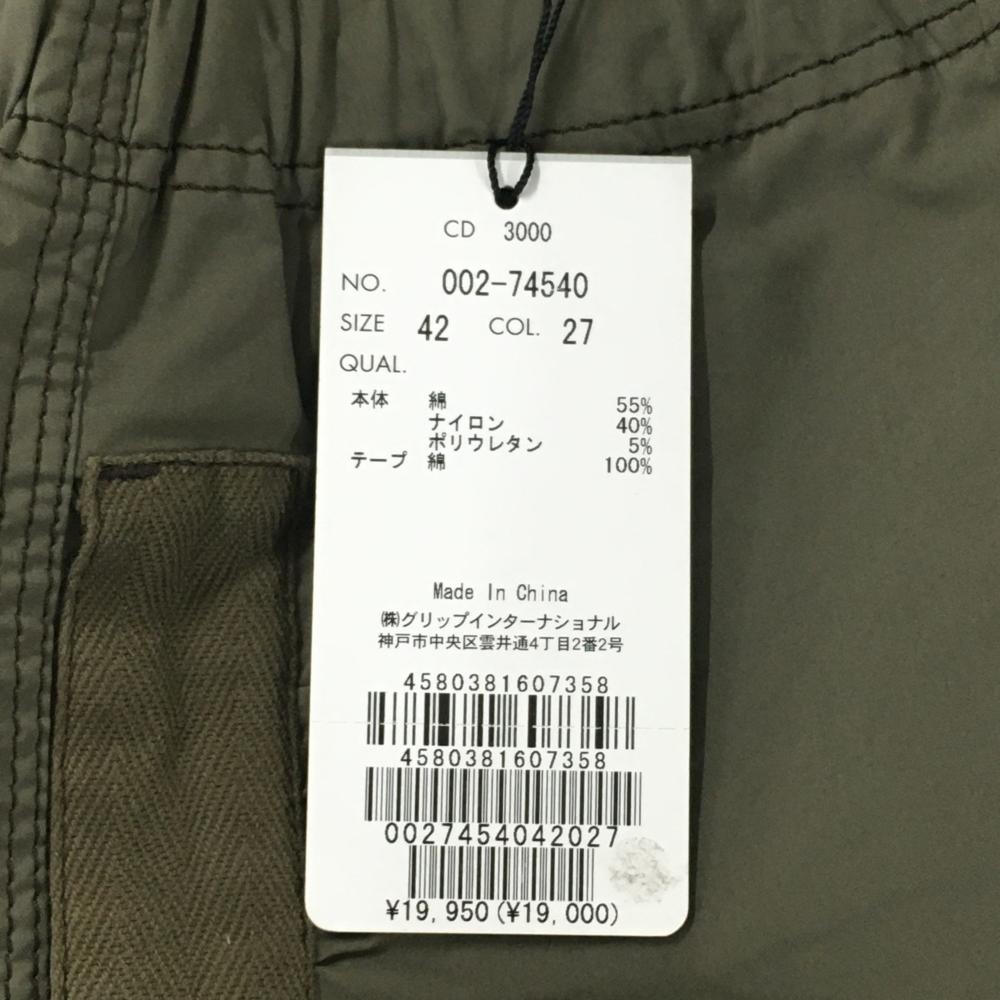 CD 3000
NO. 002-74540
SIZE 42 COL. 27
QUAL.
本体 綿 55%
ナイロン 40%
ポリウレタン 5%
テープ 綿 100%
Made In China
㈱グリップインターナショナル
神戸市中央区雲井通4丁目2番2号
4580381607358
4580381607358
0027454042027
¥19,950(¥19,000)